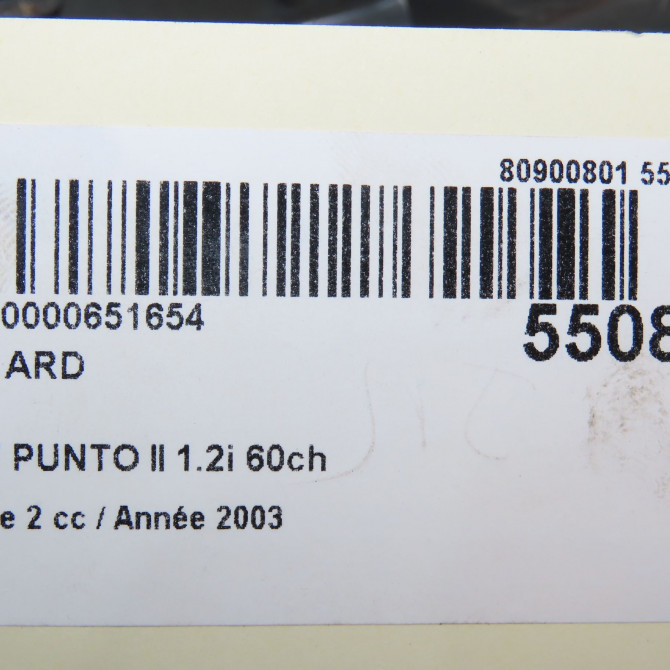 80900801 55
0000651654
5508
ARD
PUNTO II 1.2i 60ch
e 2 cc / Année 2003